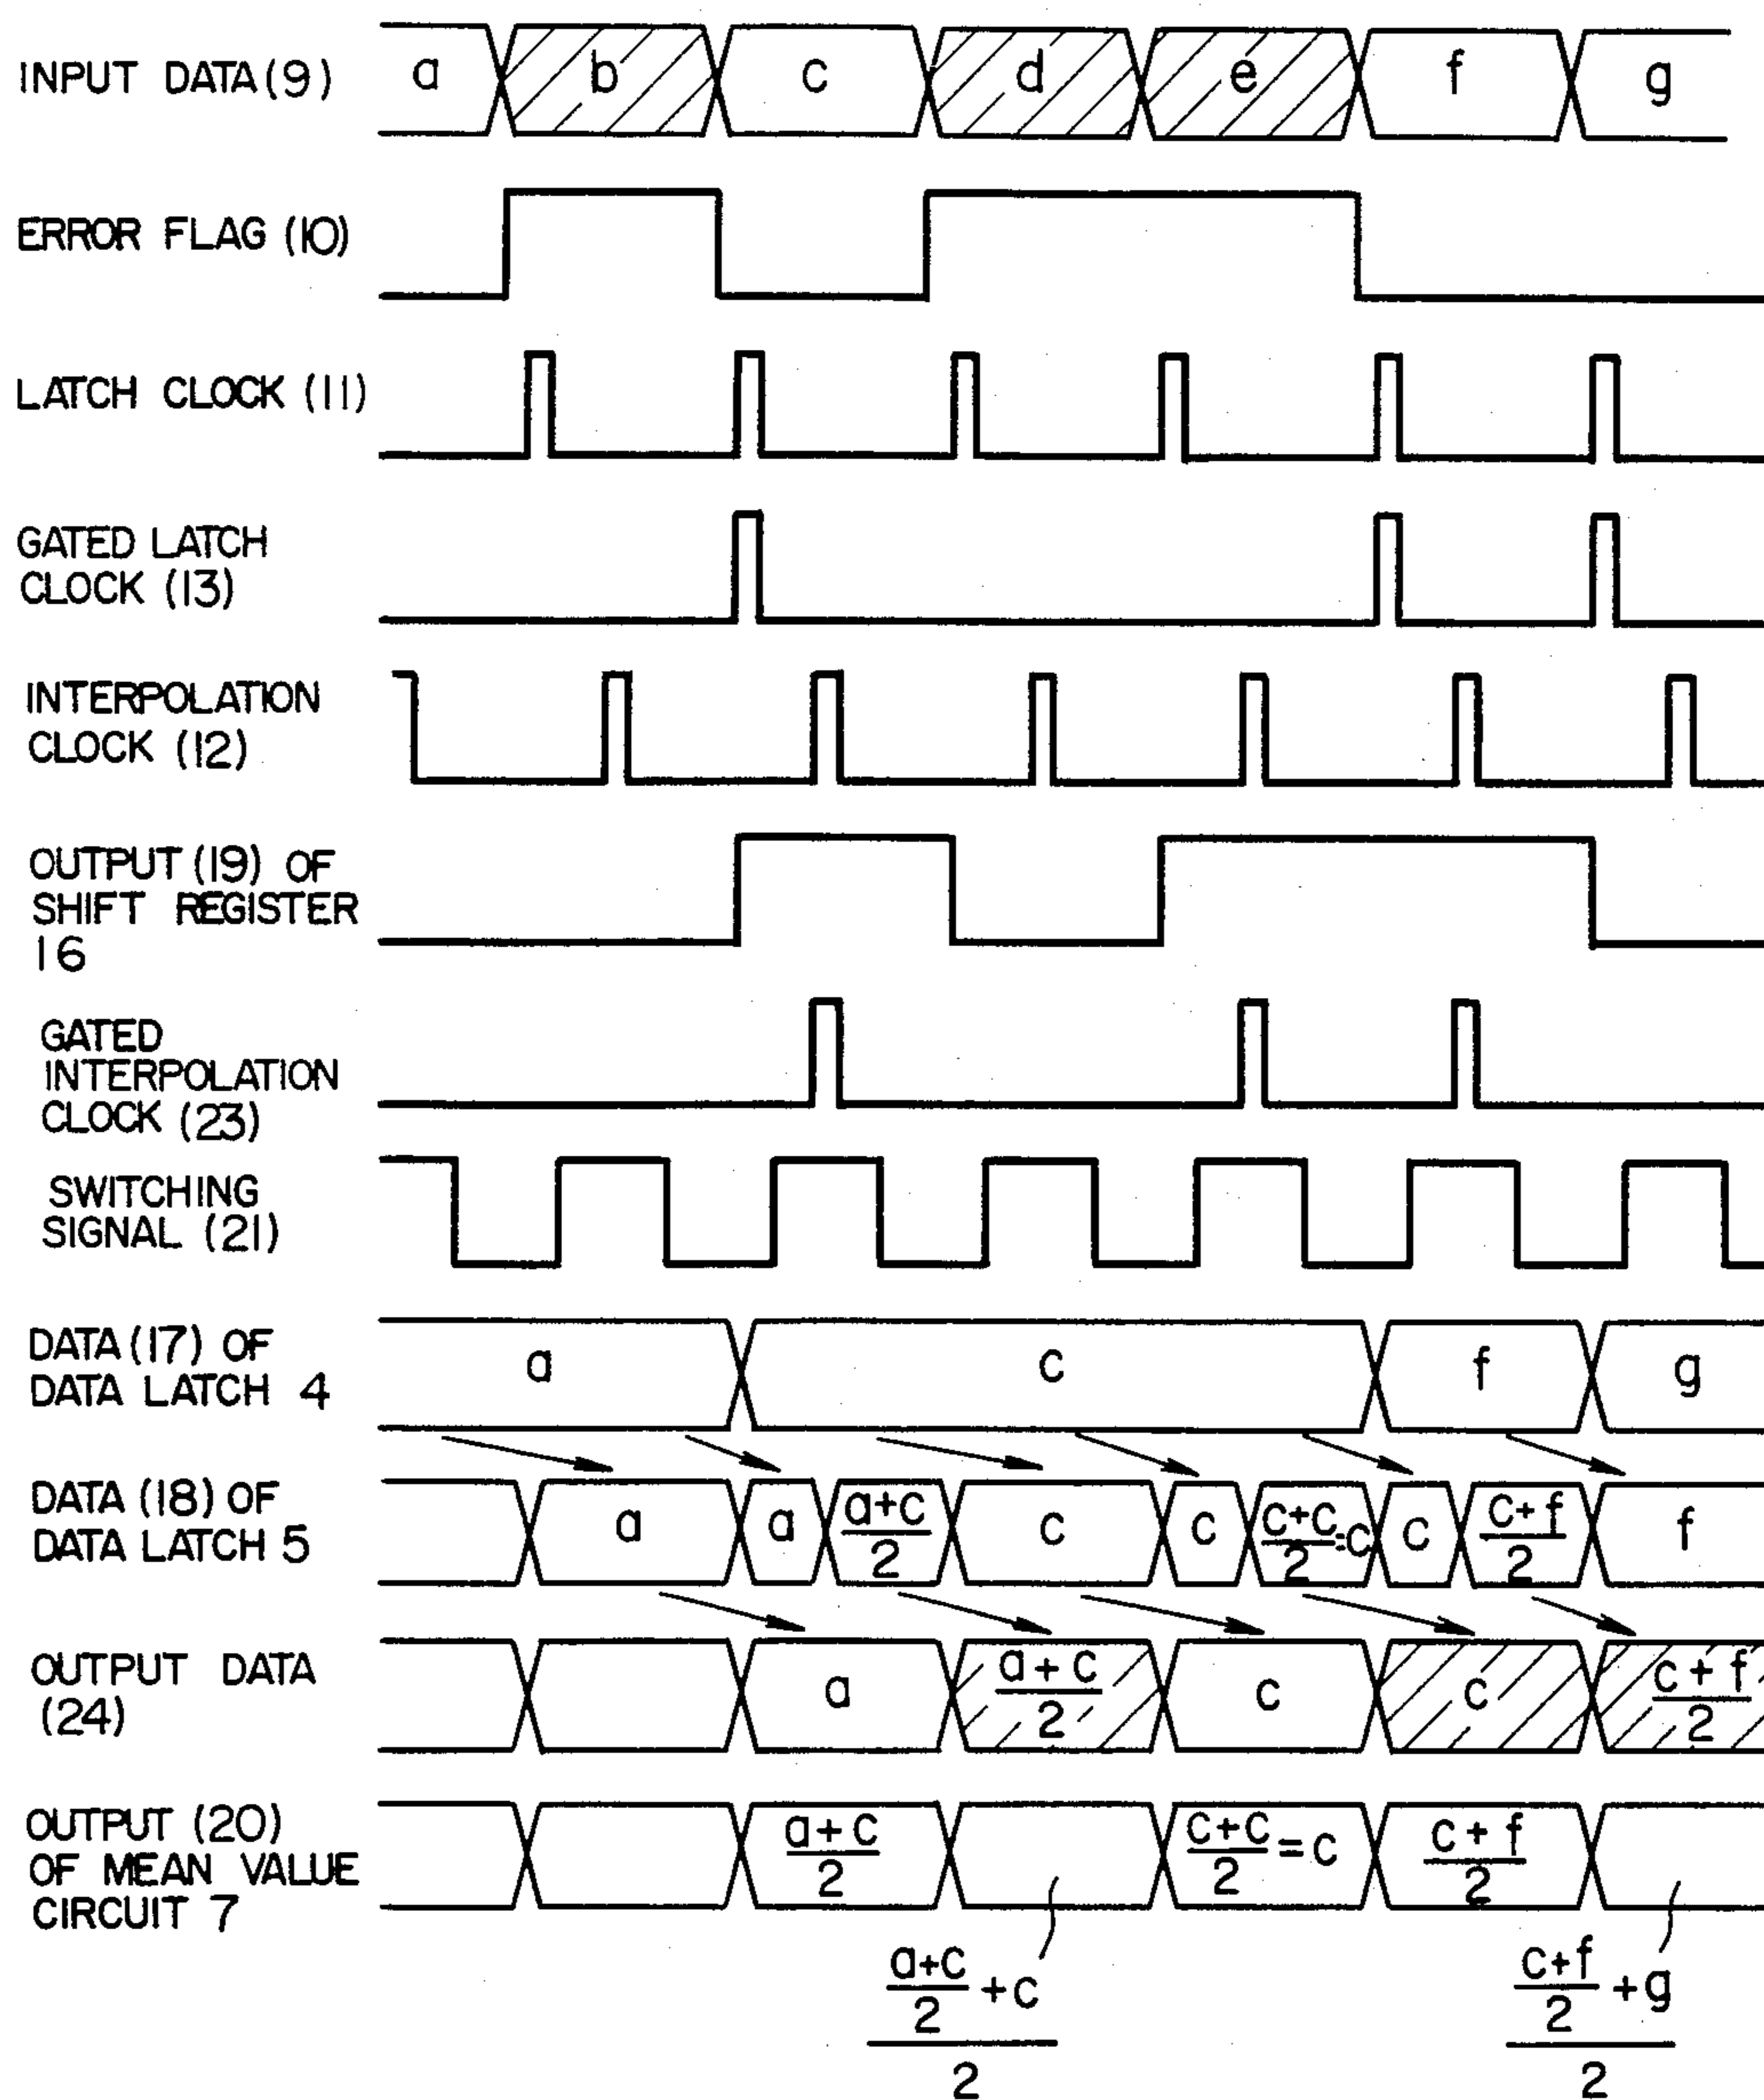 INPUT DATA (9)
a b c d e f g
ERROR FLAG (10)
LATCH CLOCK (11)
GATED LATCH
CLOCK (13)
INTERPOLATION
CLOCK (12)
OUTPUT (19) OF
SHIFT REGISTER
16
GATED
INTERPOLATION
CLOCK (23)
SWITCHING
SIGNAL (21)
DATA (17) OF
DATA LATCH 4
a c f g
DATA (18) OF
DATA LATCH 5
a a a+c/2 c c c+c/2=c c c+f/2 f
OUTPUT DATA
(24)
a a+c/2 c c c+f/2
OUTPUT (20)
OF MEAN VALUE
CIRCUIT 7
a+c/2 c+c/2=c c+f/2
a+c/2 +c c+f/2 +g
2 2